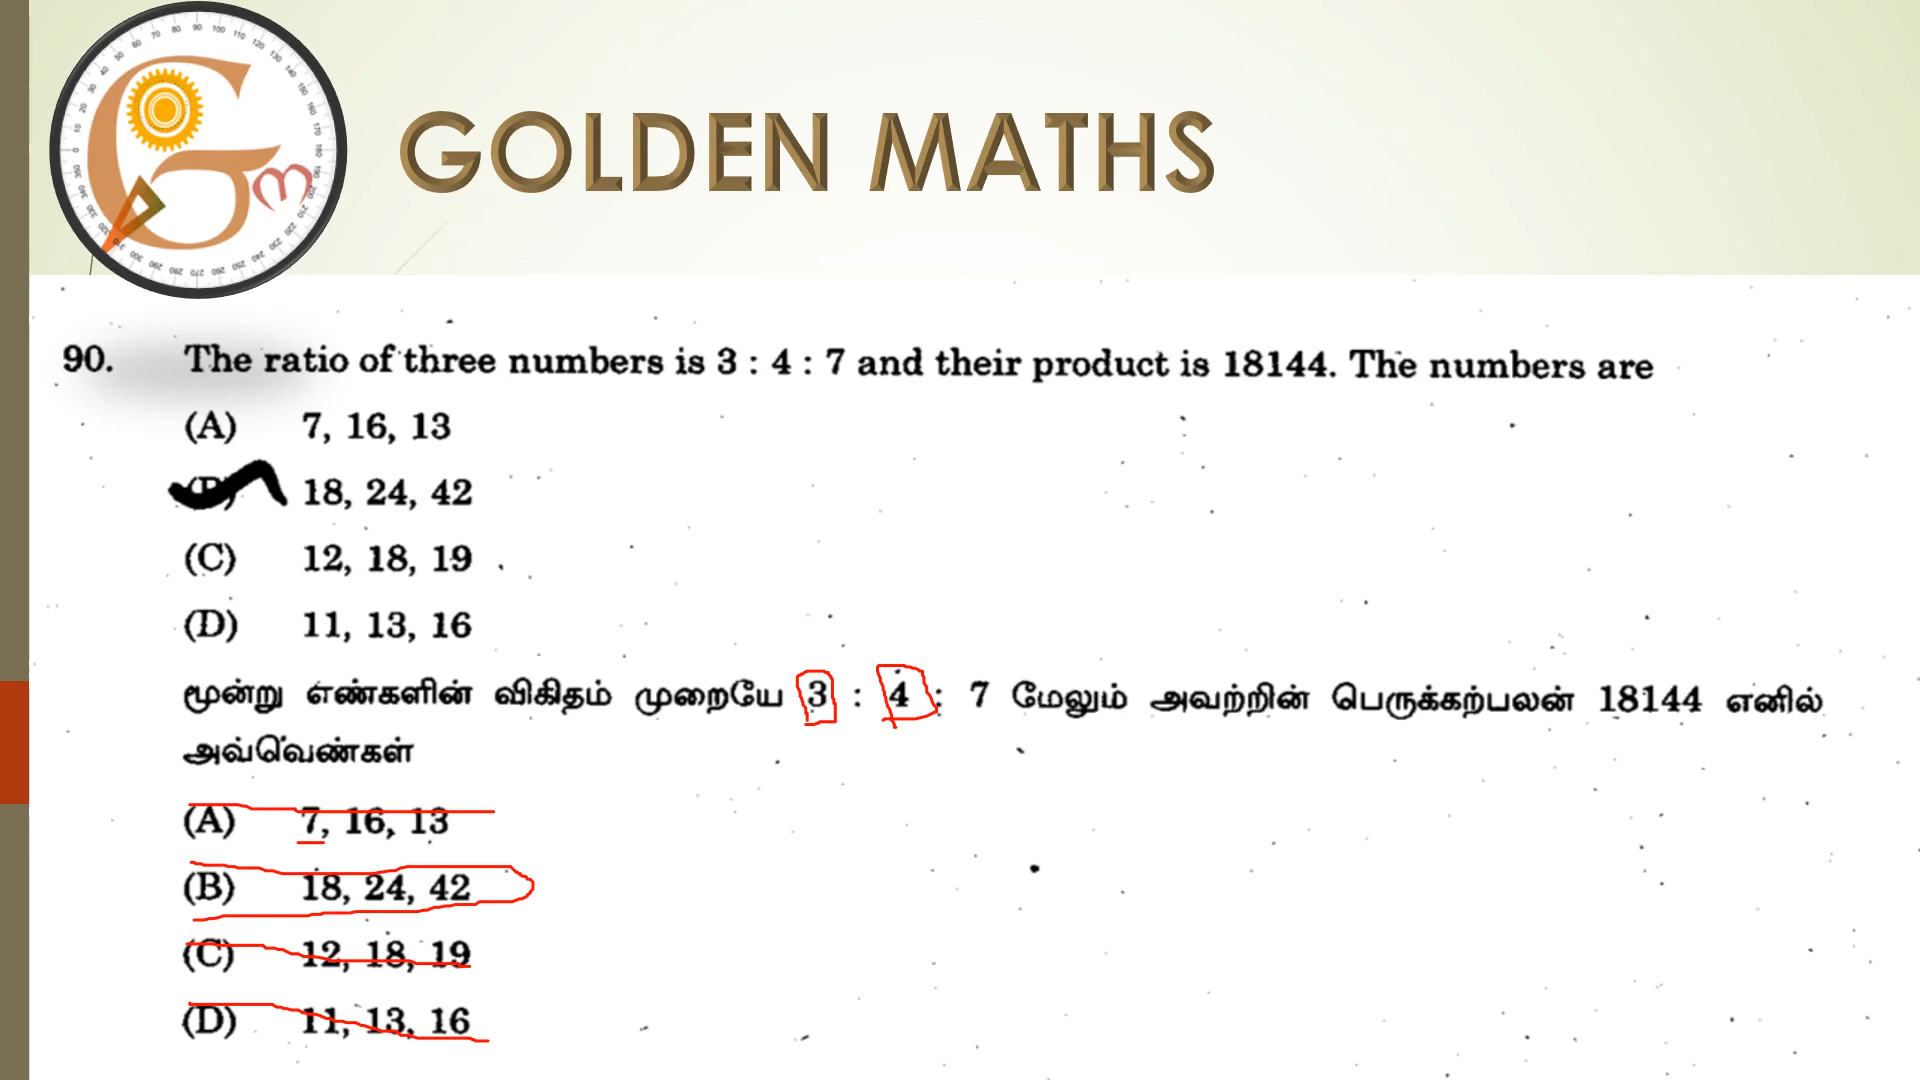 GOLDEN MATHS
90. The ratio of three numbers is 3 : 4 : 7 and their product is 18144. The numbers are
(A) 7, 16, 13
(B) 18, 24, 42
(C) 12, 18, 19
(D) 11, 13, 16
மூன்று எண்களின் விகிதம் முறையே 3 : 4 : 7 மேலும் அவற்றின் பெருக்கற்பலன் 18144 எனில்
அவ்வெண்கள்
(A) 7, 16, 13
(B) 18, 24, 42
(C) 12, 18, 19
(D) 11, 13, 16